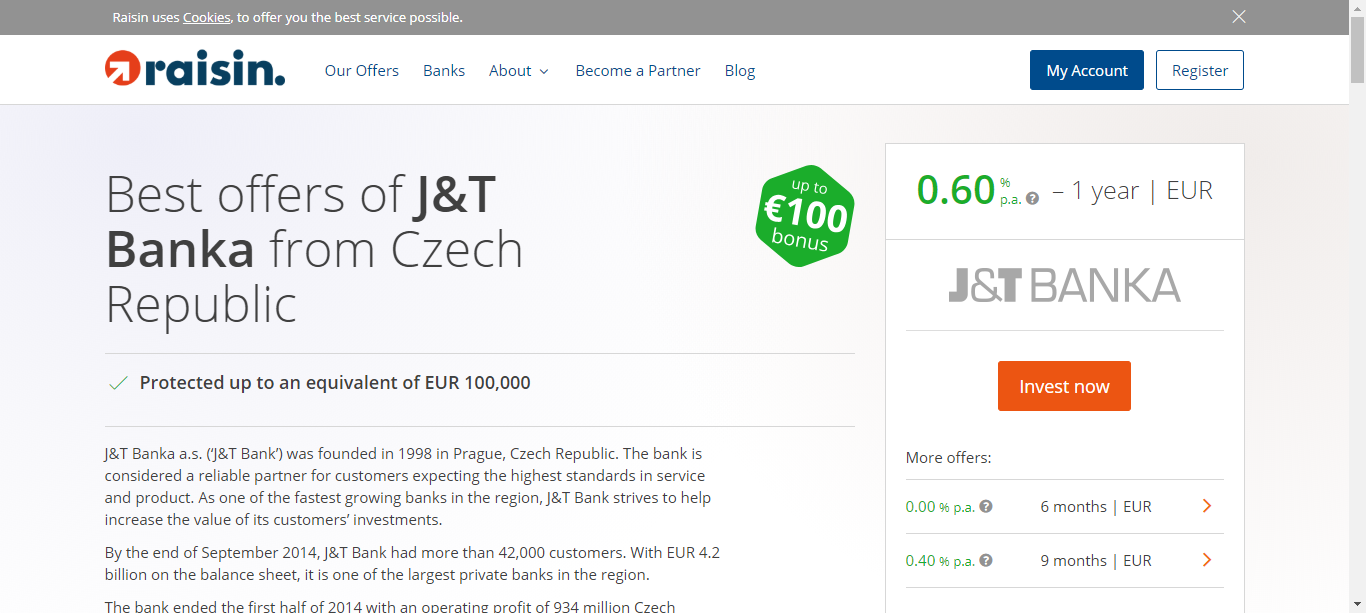 Raisin uses Cookies, to offer you the best service possible.
raisin.
Our Offers Banks About Become a Partner Blog
My Account Register
Best offers of J&T
Banka from Czech
Republic
up to
€100
bonus
Protected up to an equivalent of EUR 100,000
J&T Banka a.s. (‘J&T Bank’) was founded in 1998 in Prague, Czech Republic. The bank is
considered a reliable partner for customers expecting the highest standards in service
and product. As one of the fastest growing banks in the region, J&T Bank strives to help
increase the value of its customers’ investments.
By the end of September 2014, J&T Bank had more than 42,000 customers. With EUR 4.2
billion on the balance sheet, it is one of the largest private banks in the region.
The bank ended the first half of 2014 with an operating profit of 934 million Czech
0.60 % p.a. ? – 1 year | EUR
J&T BANKA
Invest now
More offers:
0.00 % p.a. ? 6 months | EUR
0.40 % p.a. ? 9 months | EUR